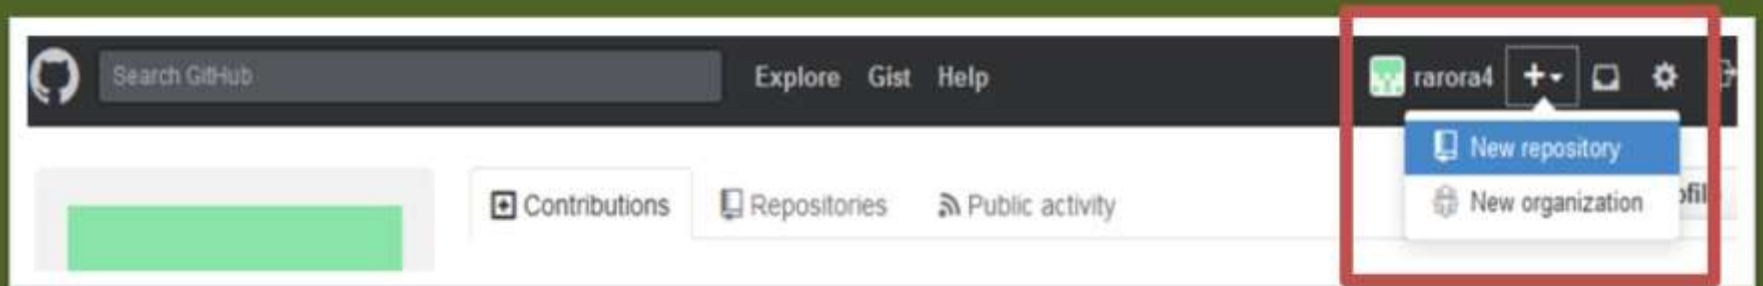 Search GitHub Explore Gist Help rarora4
New repository
Contributions Repositories Public activity
New organization